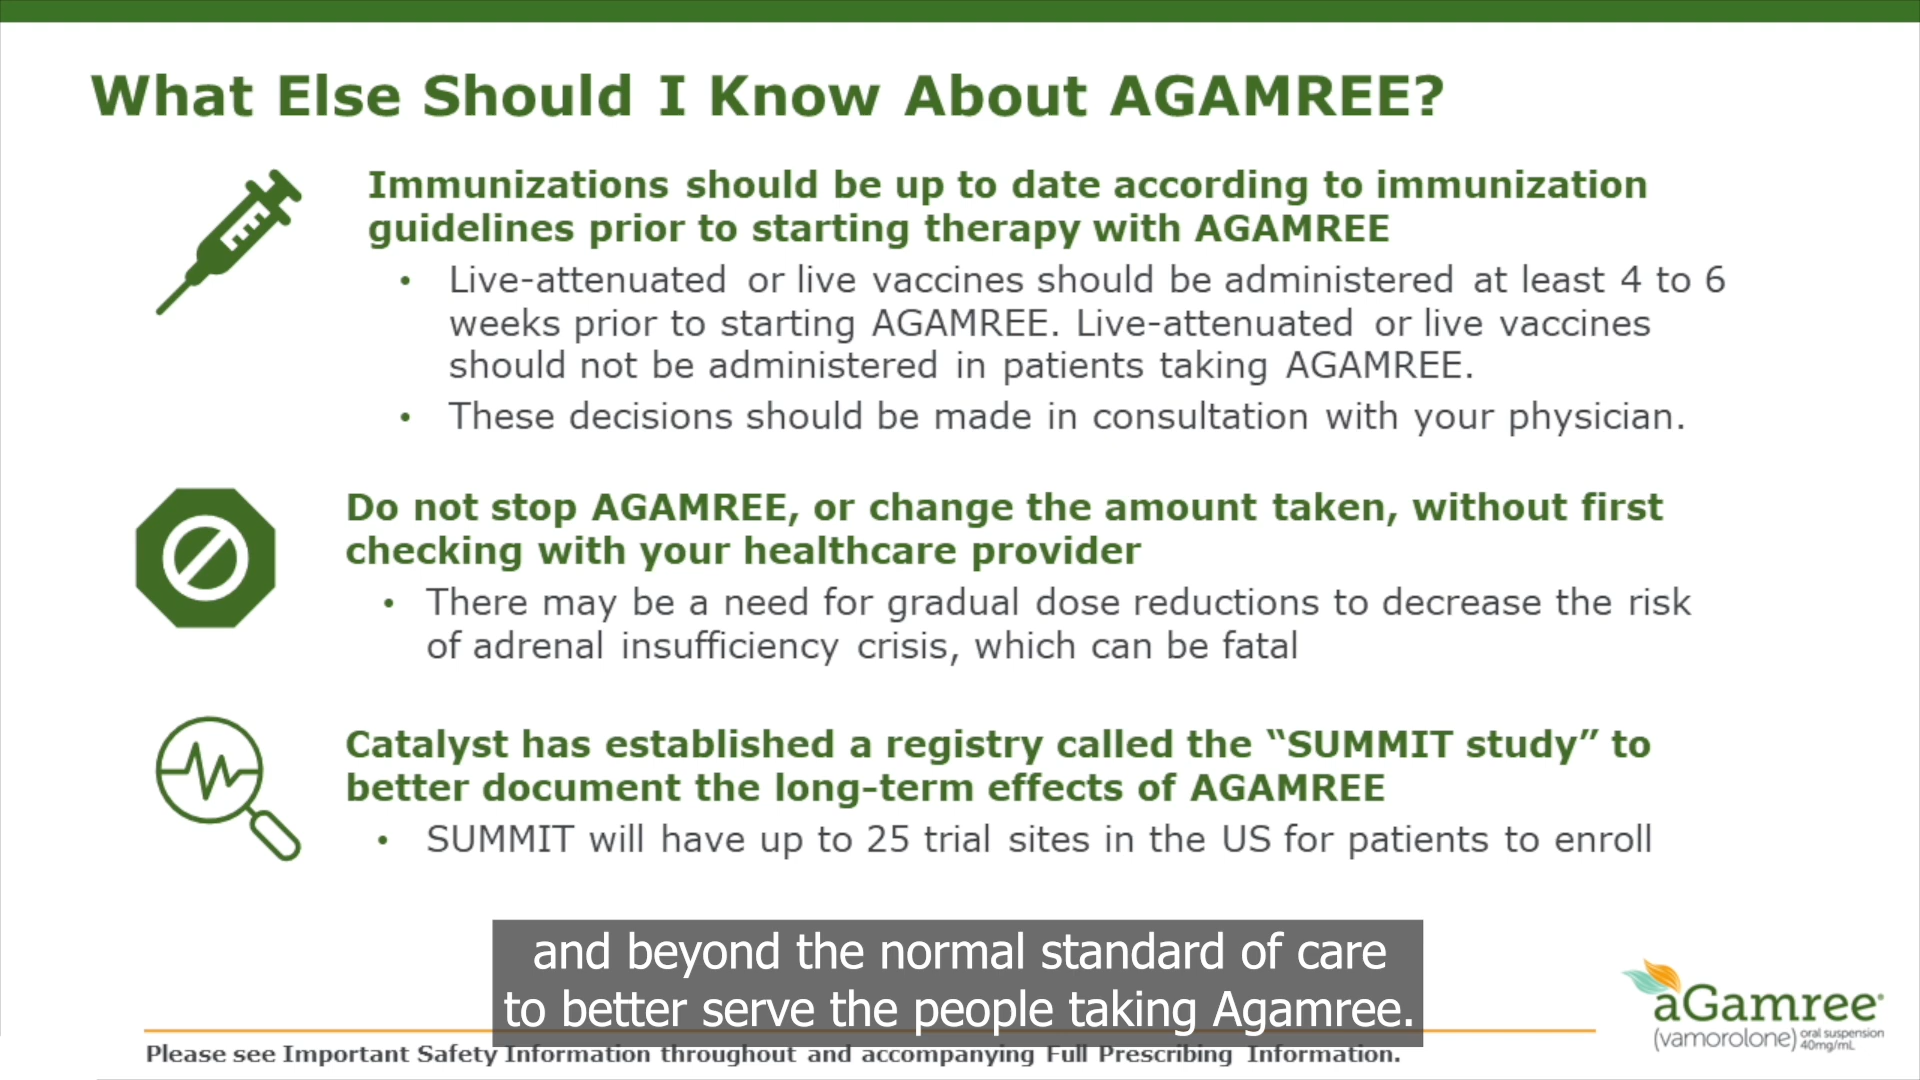 What Else Should I Know About AGAMREE?
Immunizations should be up to date according to immunization
guidelines prior to starting therapy with AGAMREE
• Live-attenuated or live vaccines should be administered at least 4 to 6
weeks prior to starting AGAMREE. Live-attenuated or live vaccines
should not be administered in patients taking AGAMREE.
• These decisions should be made in consultation with your physician.
Do not stop AGAMREE, or change the amount taken, without first
checking with your healthcare provider
• There may be a need for gradual dose reductions to decrease the risk
of adrenal insufficiency crisis, which can be fatal
Catalyst has established a registry called the “SUMMIT study” to
better document the long-term effects of AGAMREE
• SUMMIT will have up to 25 trial sites in the US for patients to enroll
and beyond the normal standard of care
to better serve the people taking Agamree.
Please see Important Safety Information throughout and accompanying Full Prescribing Information.
aGamree®
(vamorolone) oral suspension
40mg/mL